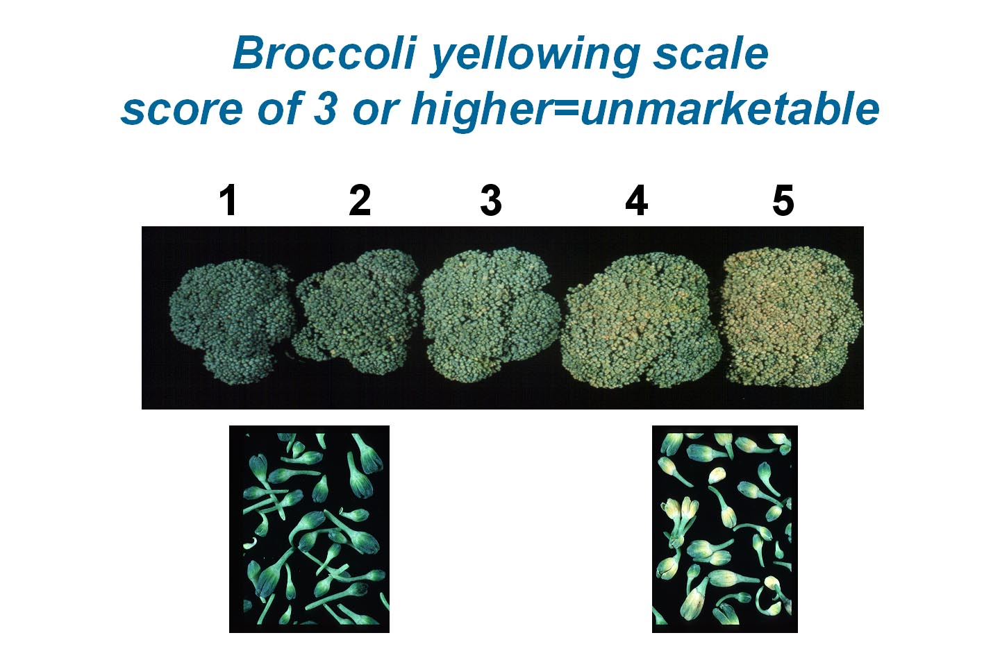 Broccoli yellowing scale
score of 3 or higher=unmarketable
1 2 3 4 5